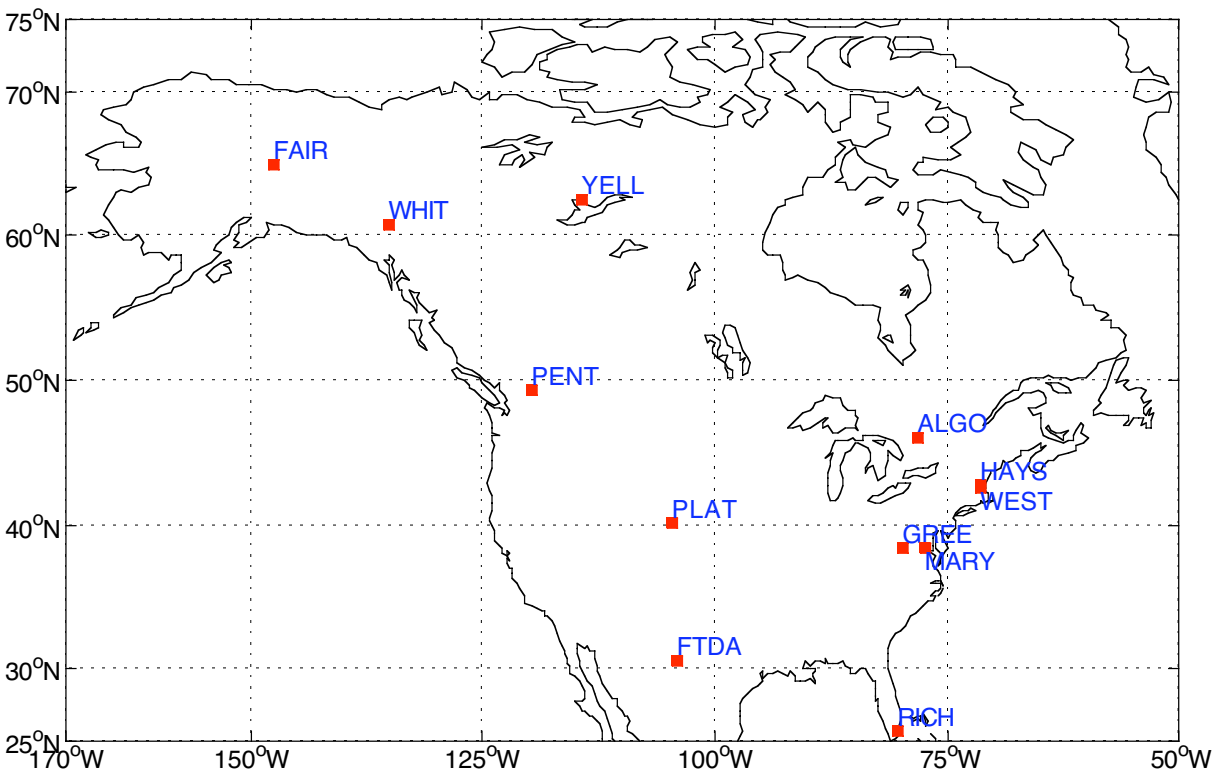 75°N
70°N
FAIR
YELL
WHIT
60°N
PENT
50°N
ALGO
HAYS
WEST
PLAT
40°N
GREE
MARY
FTDA
30°N
RICH
25°N
170°W 150°W 125°W 100°W 75°W 50°W